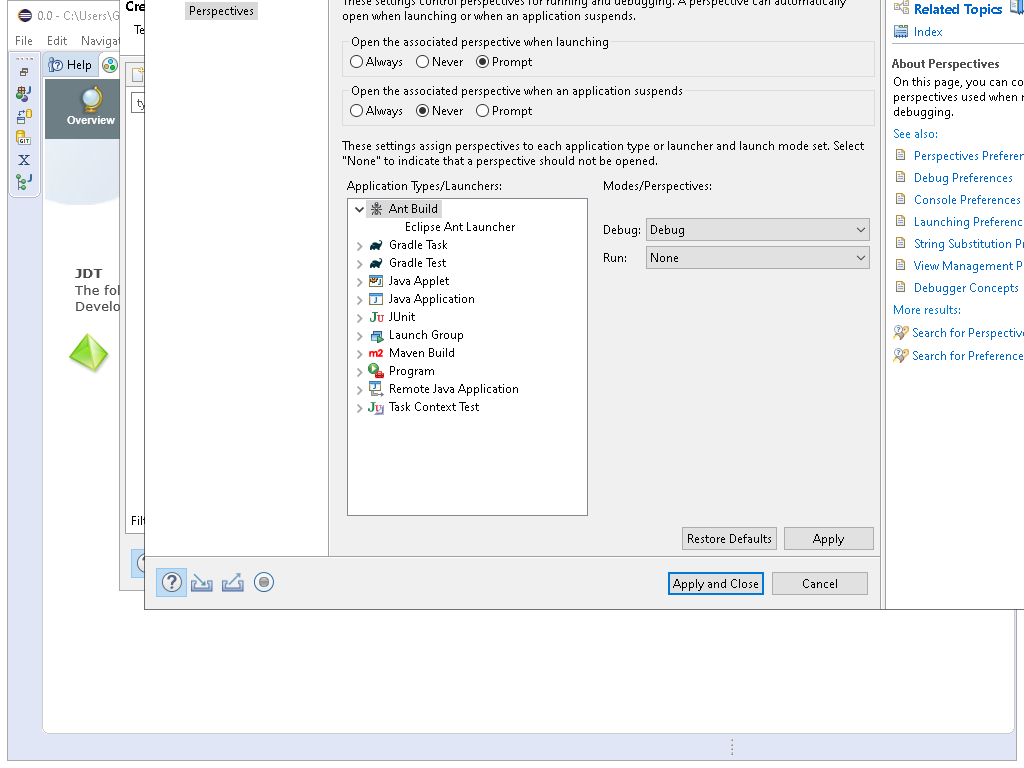 0.0 - C:\Users\G
File Edit Navigat
Help
Overview
JDT
The fol
Develo
Cre
Te
ty
Filt
Perspectives
These settings control perspectives for running and debugging. A perspective can automatically
open when launching or when an application suspends.
Open the associated perspective when launching
Always Never Prompt
Open the associated perspective when an application suspends
Always Never Prompt
These settings assign perspectives to each application type or launcher and launch mode set. Select
"None" to indicate that a perspective should not be opened.
Application Types/Launchers:
Ant Build
Eclipse Ant Launcher
Gradle Task
Gradle Test
Java Applet
Java Application
JUnit
Launch Group
Maven Build
Program
Remote Java Application
Task Context Test
Modes/Perspectives:
Debug: Debug
Run: None
Restore Defaults Apply
Apply and Close Cancel
Related Topics
Index
About Perspectives
On this page, you can co
perspectives used when r
debugging.
See also:
Perspectives Preferen
Debug Preferences
Console Preferences
Launching Preferenc
String Substitution Pr
View Management P
Debugger Concepts
More results:
Search for Perspective
Search for Preference